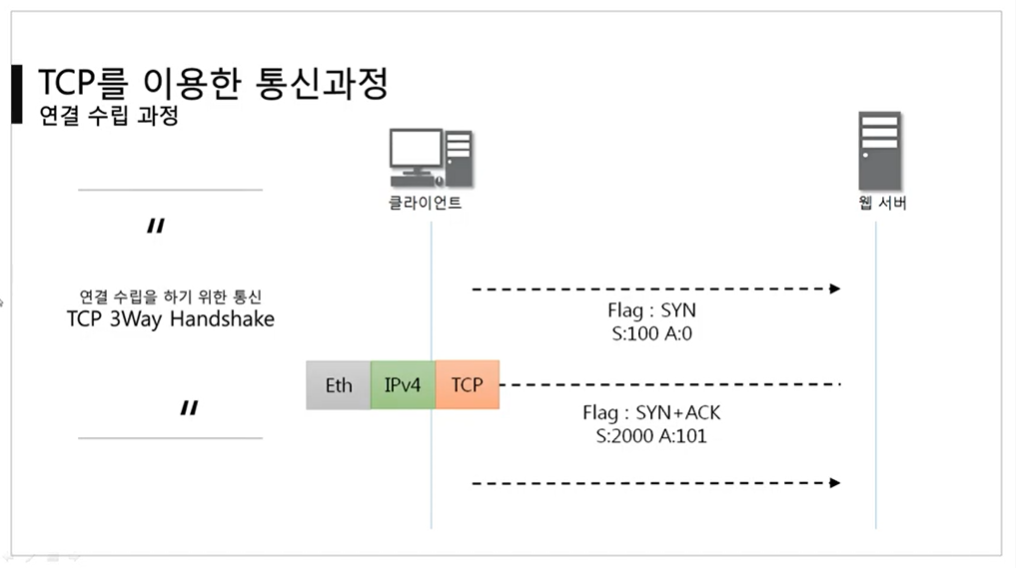 TCP를 이용한 통신과정
연결 수립 과정
클라이언트
웹 서버
〃
연결 수립을 하기 위한 통신
TCP 3Way Handshake
〃
Flag : SYN
S:100 A:0
Eth IPv4 TCP
Flag : SYN+ACK
S:2000 A:101